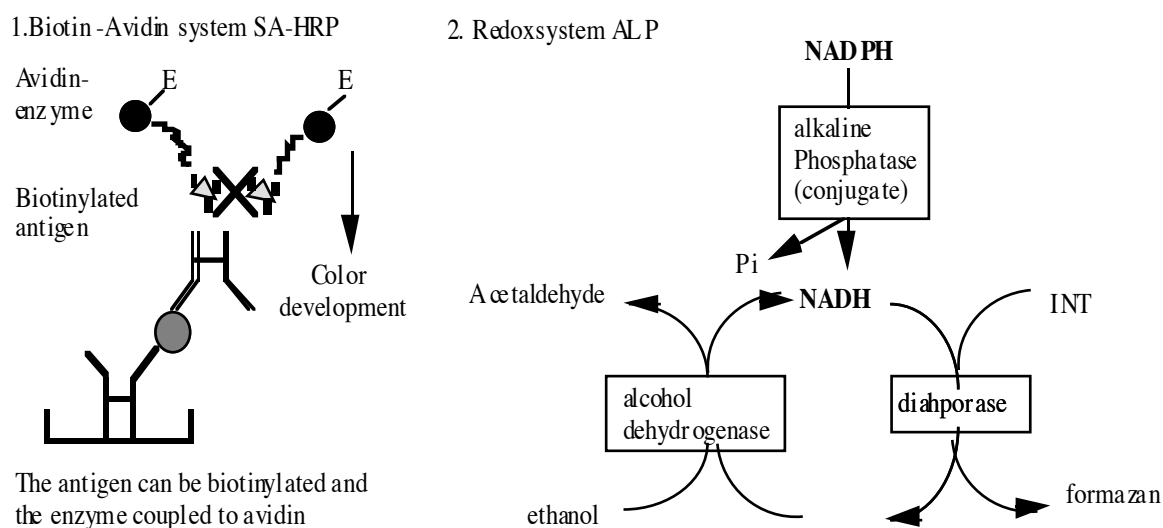 1.Biotin -Avidin system SA-HRP
Avidin-
enzyme
E
E
Biotinylated
antigen
Color
development
The antigen can be biotinylated and
the enzyme coupled to avidin
2. Redoxsystem ALP
NADPH
alkaline
Phosphatase
(conjugate)
Pi
Acetaldehyde
NADH
INT
alcohol
dehydrogenase
diahporase
ethanol
formazan